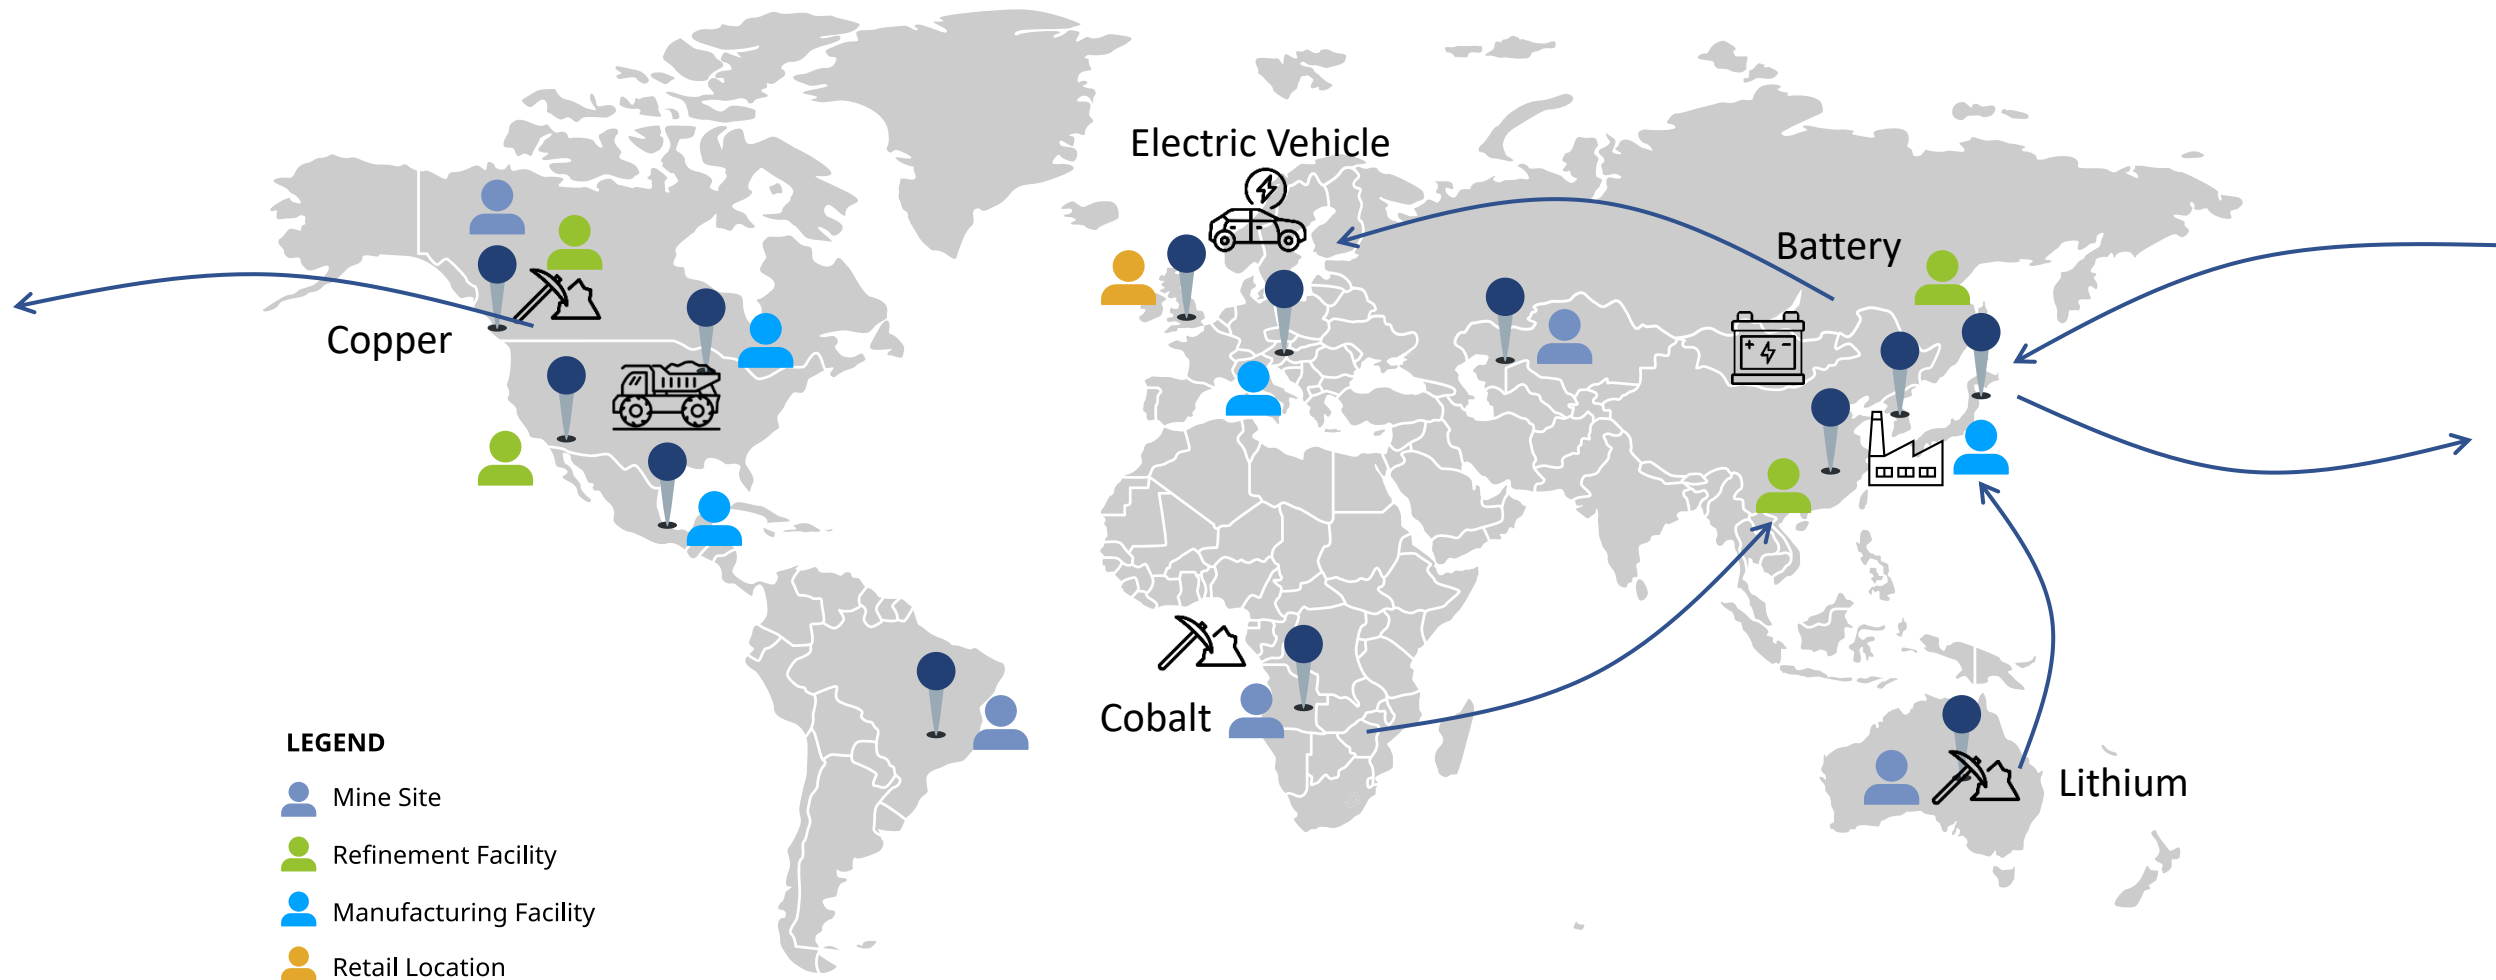 Electric Vehicle
Battery
Copper
Cobalt
Lithium
LEGEND
Mine Site
Refinement Facility
Manufacturing Facility
Retail Location